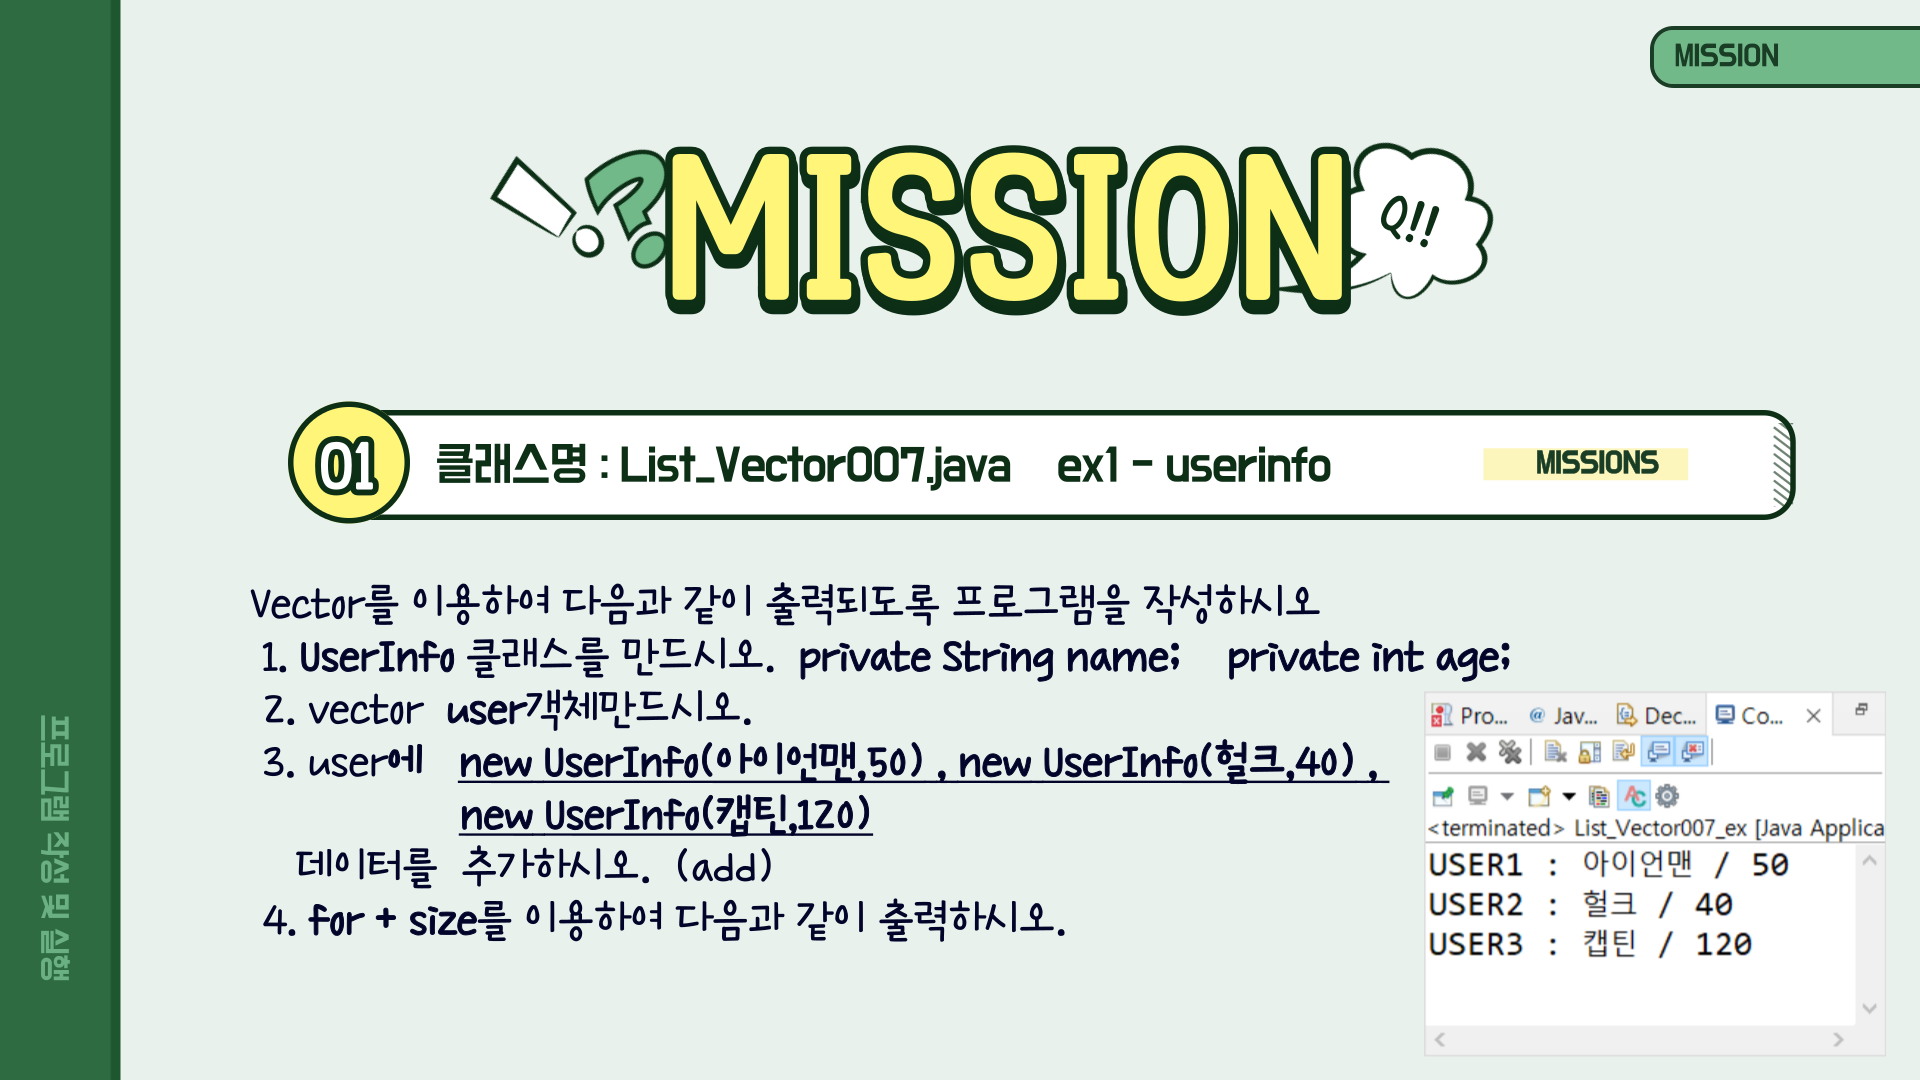 MISSION
MISSION
Q!!
01
클래스명 : List_Vector007.java ex1 - userinfo
MISSIONS
Vector를 이용하여 다음과 같이 출력되도록 프로그램을 작성하시오
1. UserInfo 클래스를 만드시오. private String name; private int age;
2. vector user객체만드시오.
3. user에 new UserInfo(아이언맨,50) , new UserInfo(헐크,40) ,
new UserInfo(캡틴,120)
데이터를 추가하시오. (add)
4. for + size를 이용하여 다음과 같이 출력하시오.
Pro... @ Jav... Dec... Co...
<terminated> List_Vector007_ex [Java Applica
USER1 : 아이언맨 / 50
USER2 : 헐크 / 40
USER3 : 캡틴 / 120
프로그램 작성 및 실행